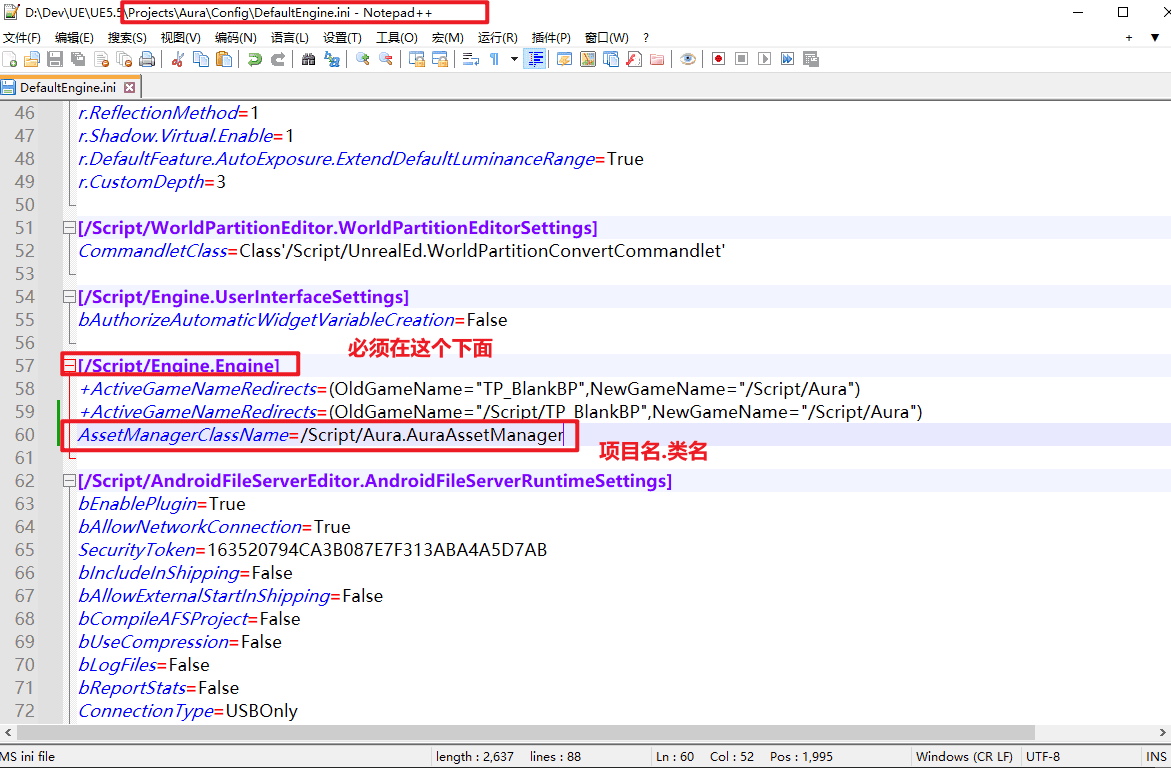 D:\Dev\UE\UE5.5\Projects\Aura\Config\DefaultEngine.ini - Notepad++
文件(F) 编辑(E) 搜索(S) 视图(V) 编码(N) 语言(L) 设置(T) 工具(O) 宏(M) 运行(R) 插件(P) 窗口(W) ?
DefaultEngine.ini
46 r.ReflectionMethod=1
47 r.Shadow.Virtual.Enable=1
48 r.DefaultFeature.AutoExposure.ExtendDefaultLuminanceRange=True
49 r.CustomDepth=3
50
51 [/Script/WorldPartitionEditor.WorldPartitionEditorSettings]
52 CommandletClass=Class'/Script/UnrealEd.WorldPartitionConvertCommandlet'
53
54 [/Script/Engine.UserInterfaceSettings]
55 bAuthorizeAutomaticWidgetVariableCreation=False
56
必须在这个下面
57 [/Script/Engine.Engine]
58 +ActiveGameNameRedirects=(OldGameName="TP_BlankBP",NewGameName="/Script/Aura")
59 +ActiveGameNameRedirects=(OldGameName="/Script/TP_BlankBP",NewGameName="/Script/Aura")
60 AssetManagerClassName=/Script/Aura.AuraAssetManager
项目名.类名
61
62 [/Script/AndroidFileServerEditor.AndroidFileServerRuntimeSettings]
63 bEnablePlugin=True
64 bAllowNetworkConnection=True
65 SecurityToken=163520794CA3B087E7F313ABA4A5D7AB
66 bIncludeInShipping=False
67 bAllowExternalStartInShipping=False
68 bCompileAFSProject=False
69 bUseCompression=False
70 bLogFiles=False
71 bReportStats=False
72 ConnectionType=USBOnly
MS ini file length : 2,637 lines : 88 Ln : 60 Col : 52 Pos : 1,995 Windows (CR LF) UTF-8 INS